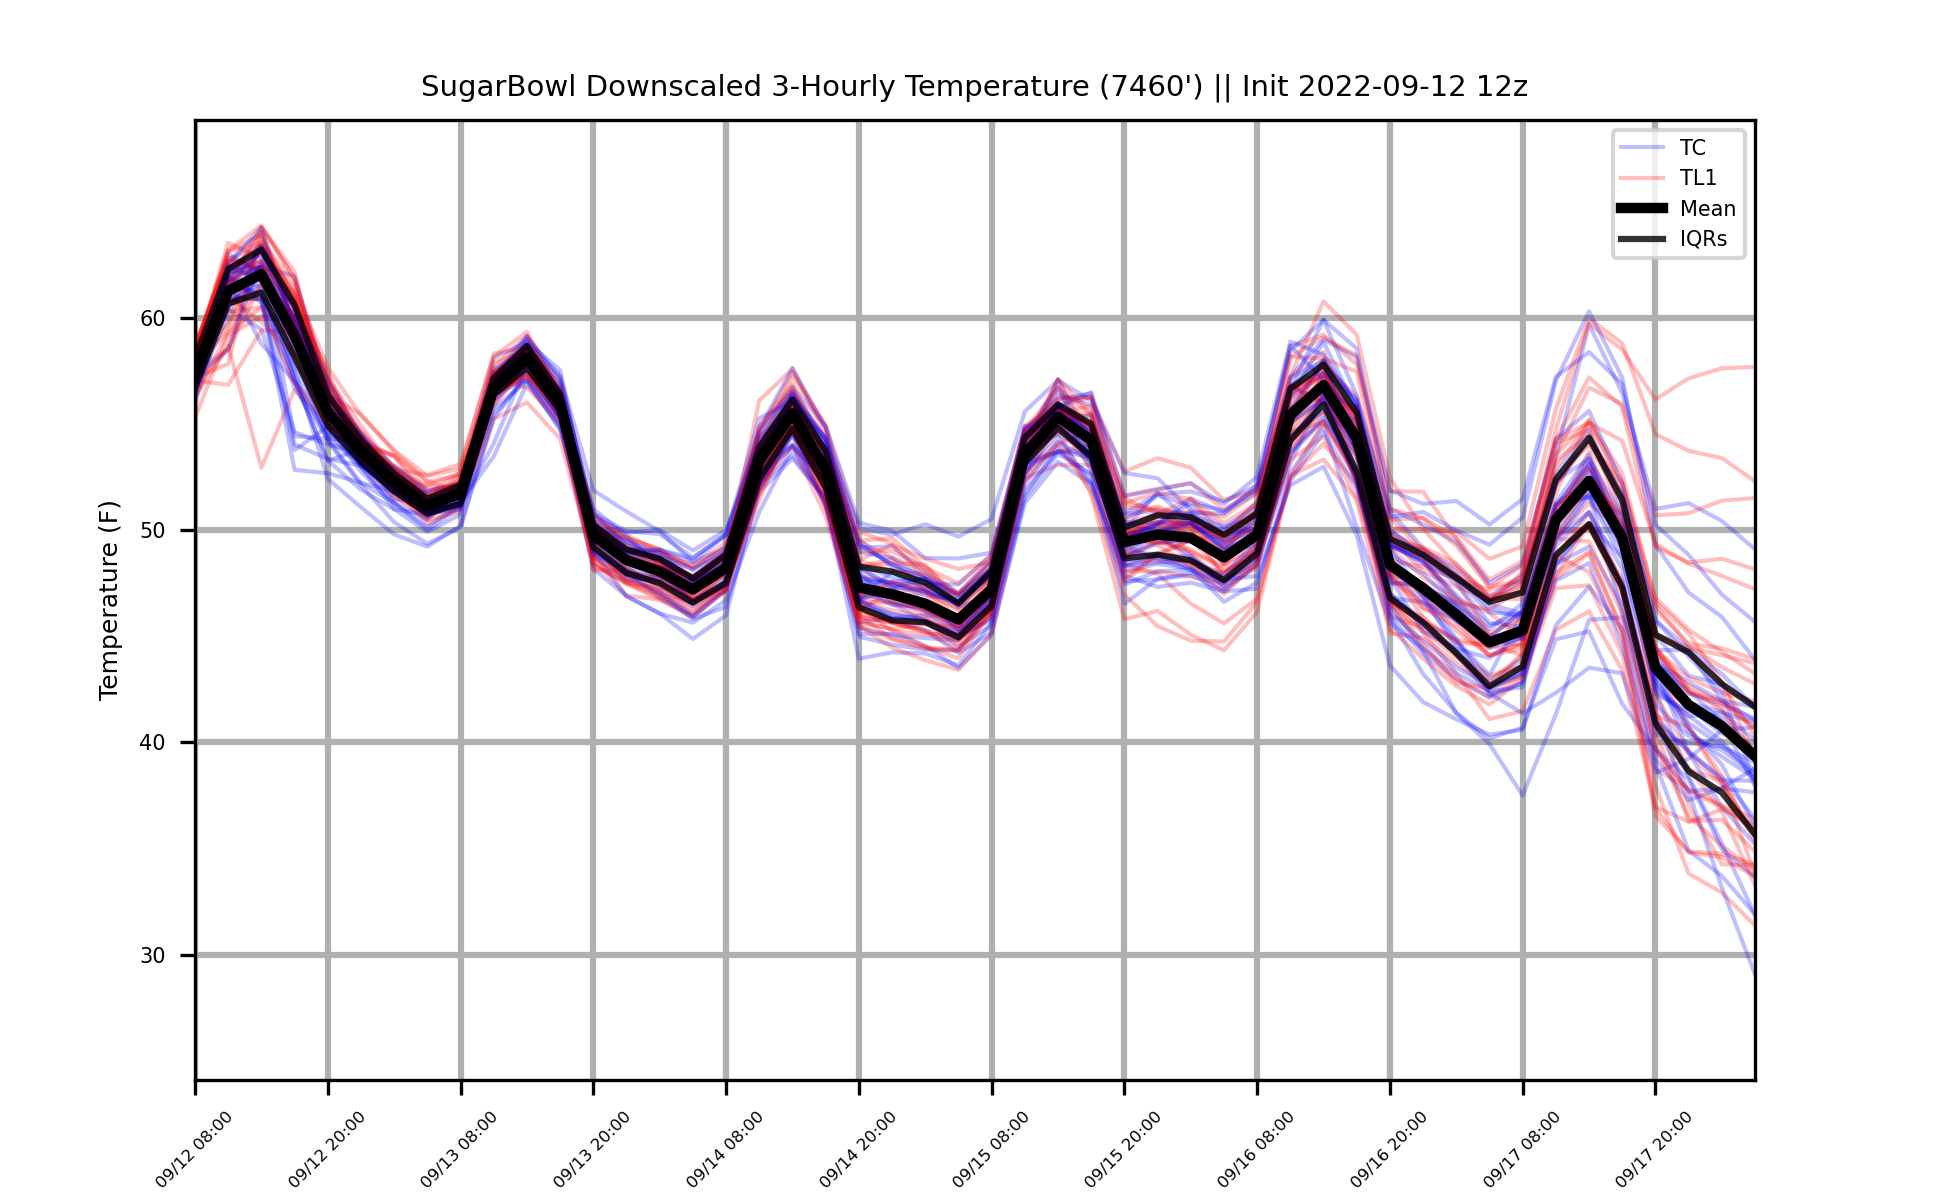 SugarBowl Downscaled 3-Hourly Temperature (7460') || Init 2022-09-12 12z
TC
TL1
Mean
IQRs
Temperature (F)
60
50
40
30
09/12 08:00
09/12 20:00
09/13 08:00
09/13 20:00
09/14 08:00
09/14 20:00
09/15 08:00
09/15 20:00
09/16 08:00
09/16 20:00
09/17 08:00
09/17 20:00